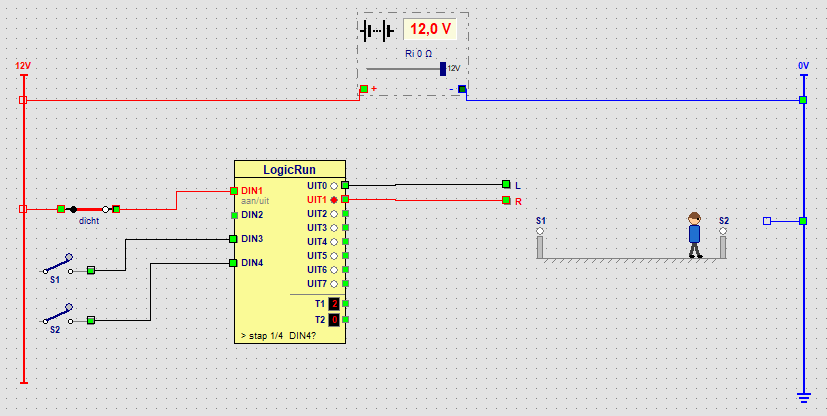 12,0 V
Ri 0 Ω
12V
12V
0V
+
-
LogicRun
DIN1
aan/uit
DIN2
DIN3
DIN4
UIT0
UIT1
UIT2
UIT3
UIT4
UIT5
UIT6
UIT7
T1 2
T2 0
> stap 1/4 DIN4?
L
R
dicht
S1
S2
S1
S2